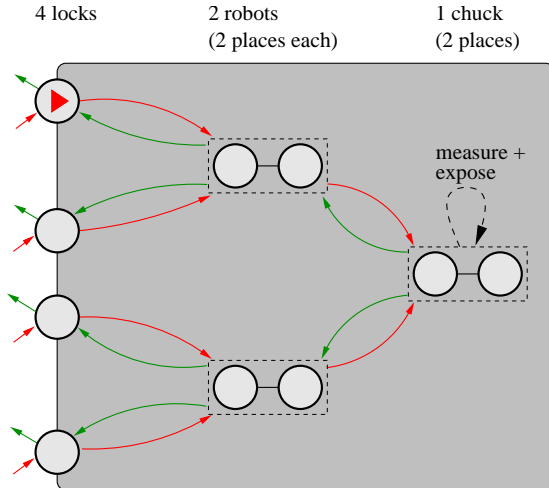 4 locks
2 robots
(2 places each)
1 chuck
(2 places)
measure +
expose